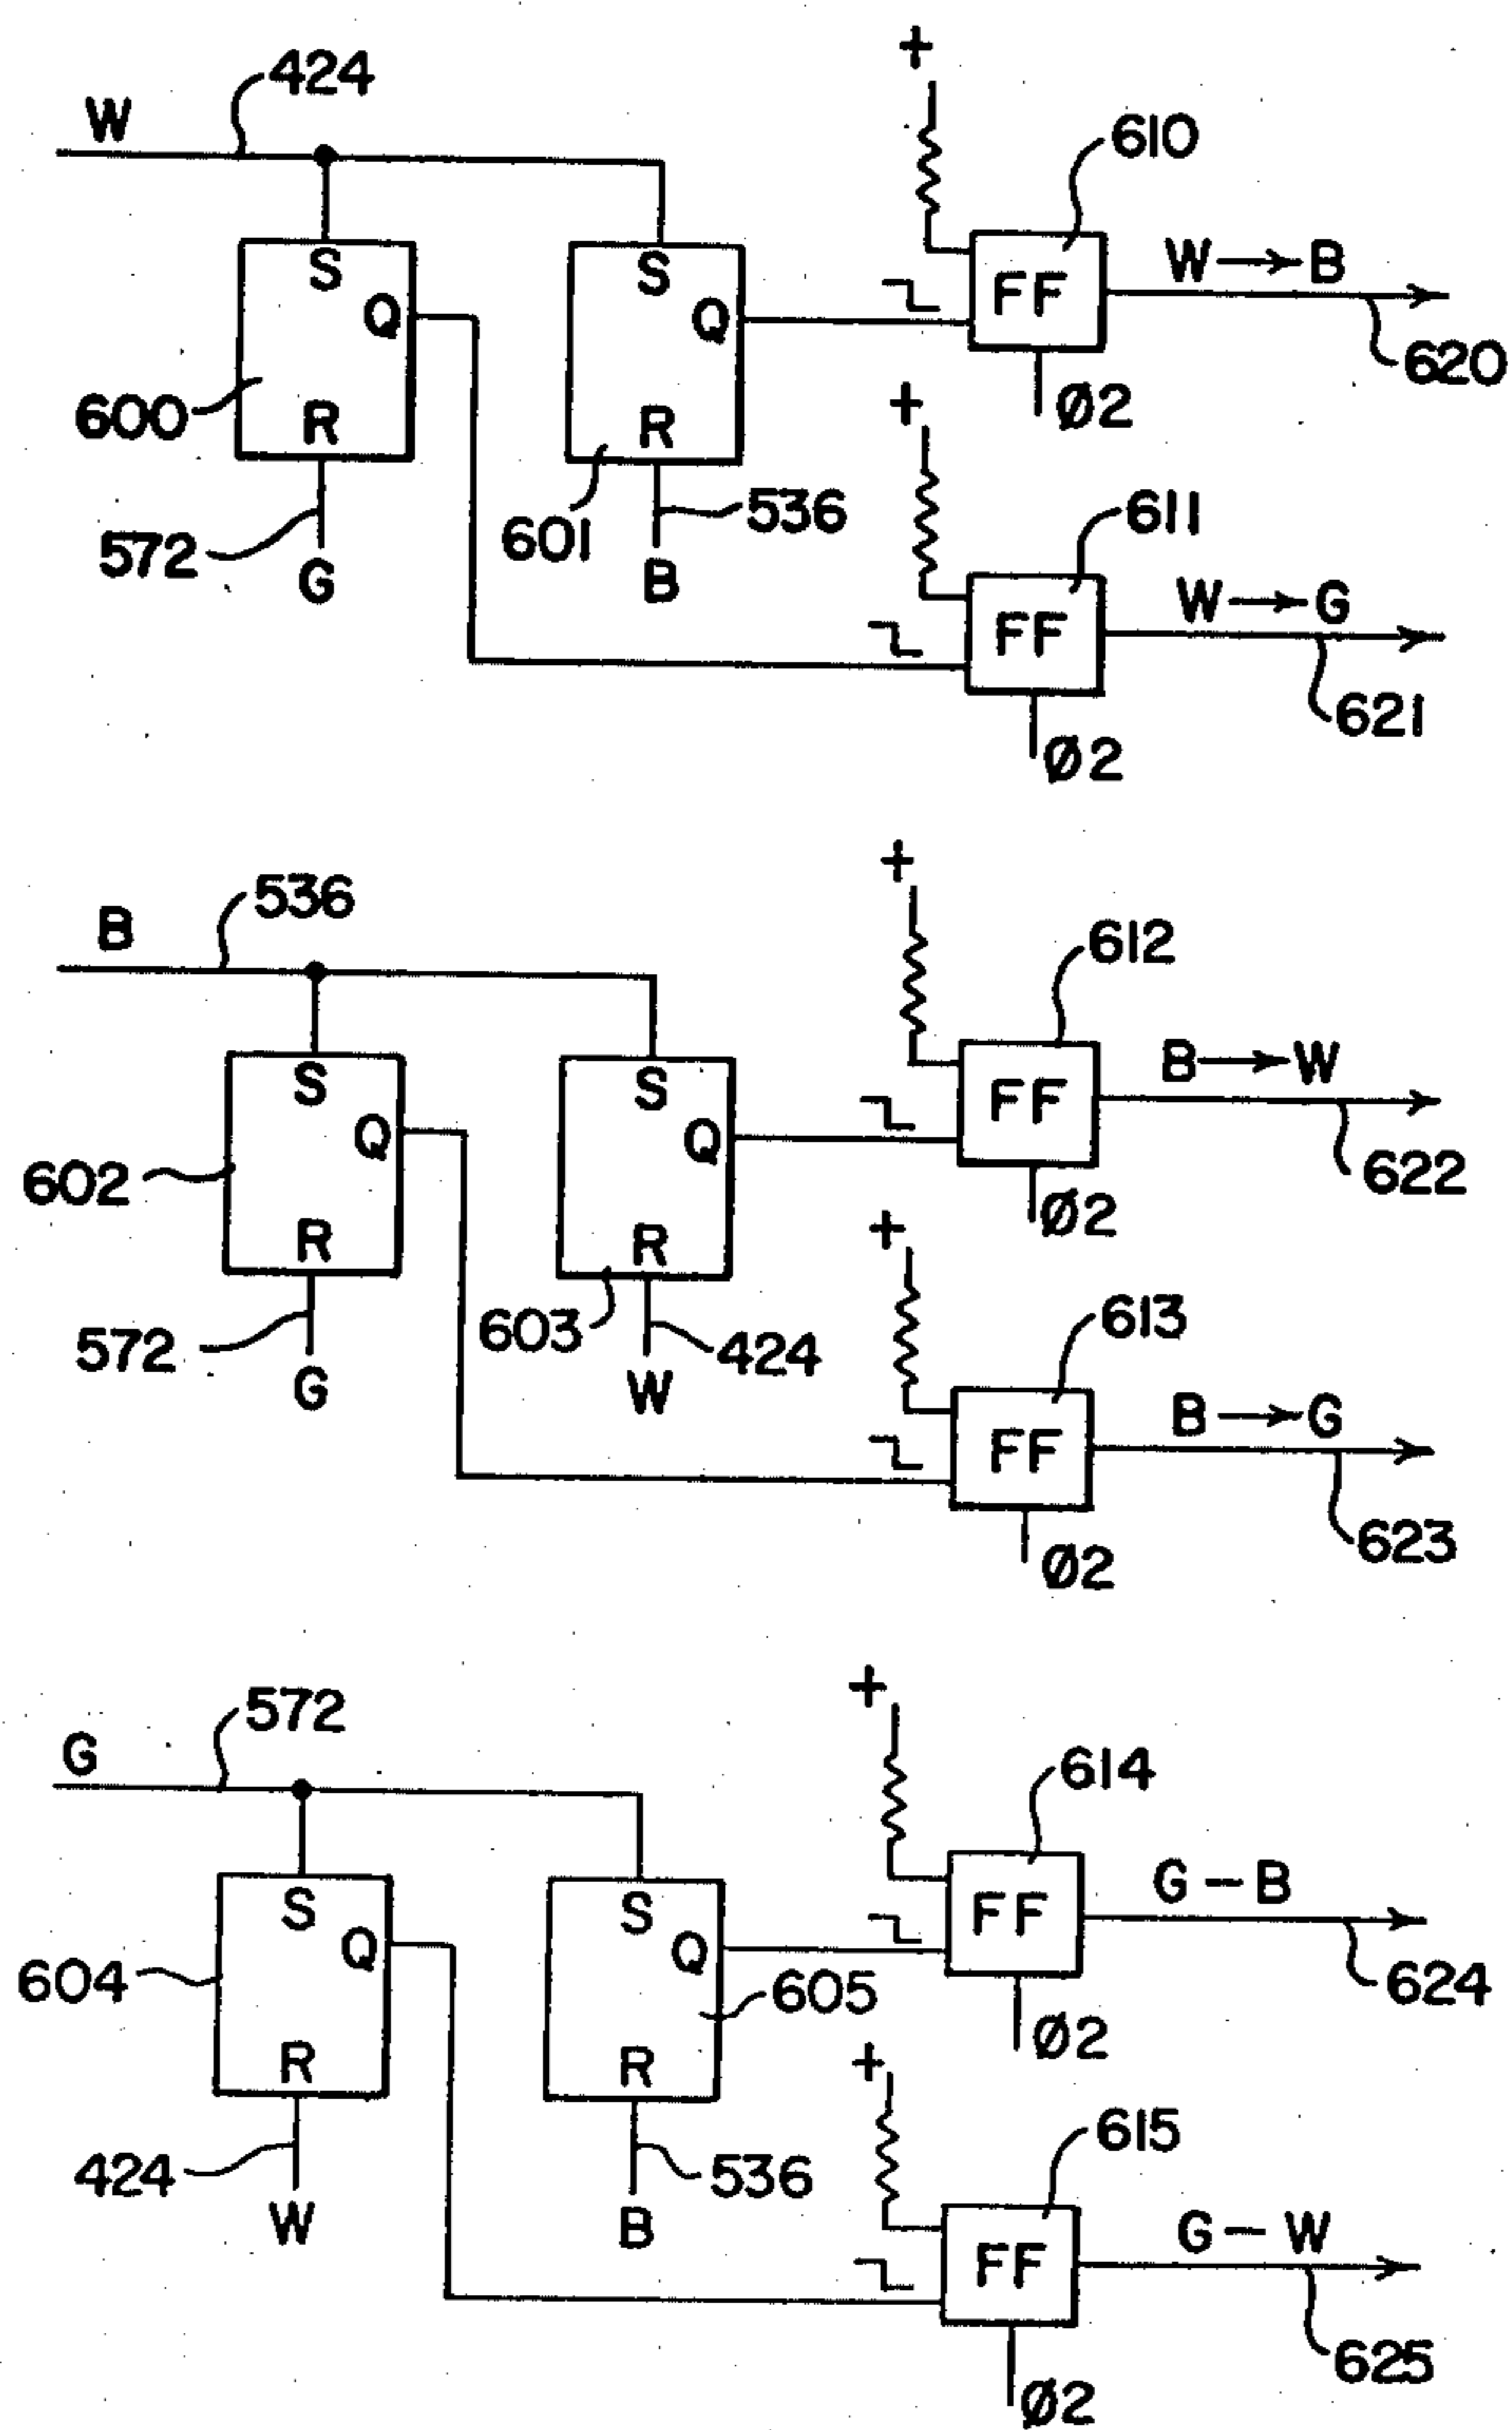 424
+
W
610
S
S
W→B
Q
Q
FF
600
R
R
620
+
Ø2
572
601
536
611
G
B
W→G
FF
621
Ø2
+
536
B
612
S
S
B→W
Q
Q
FF
602
R
R
622
+
Ø2
572
603
424
613
G
W
B→G
FF
623
Ø2
+
572
G
614
S
S
G-B
Q
Q
FF
604
605
624
R
R
Ø2
+
424
536
615
W
B
G-W
FF
625
Ø2